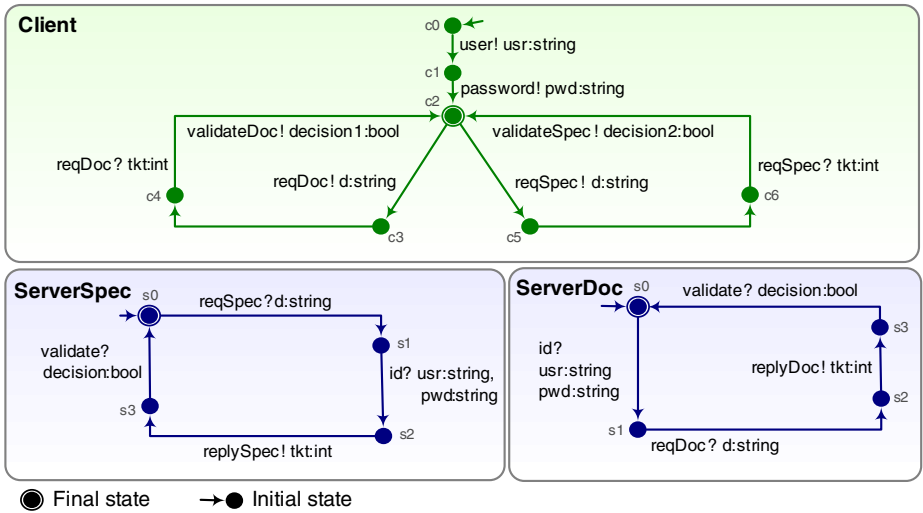 Client
c0
user! usr:string
c1
password! pwd:string
c2
validateDoc! decision1:bool
validateSpec! decision2:bool
reqDoc? tkt:int
reqDoc! d:string
reqSpec! d:string
reqSpec? tkt:int
c4
c6
c3
c5
ServerSpec
s0
reqSpec?d:string
s1
validate?
decision:bool
id? usr:string,
pwd:string
s3
s2
replySpec! tkt:int
ServerDoc
s0
validate? decision:bool
s3
id?
usr:string
pwd:string
replyDoc! tkt:int
s2
s1
reqDoc? d:string
Final state
Initial state